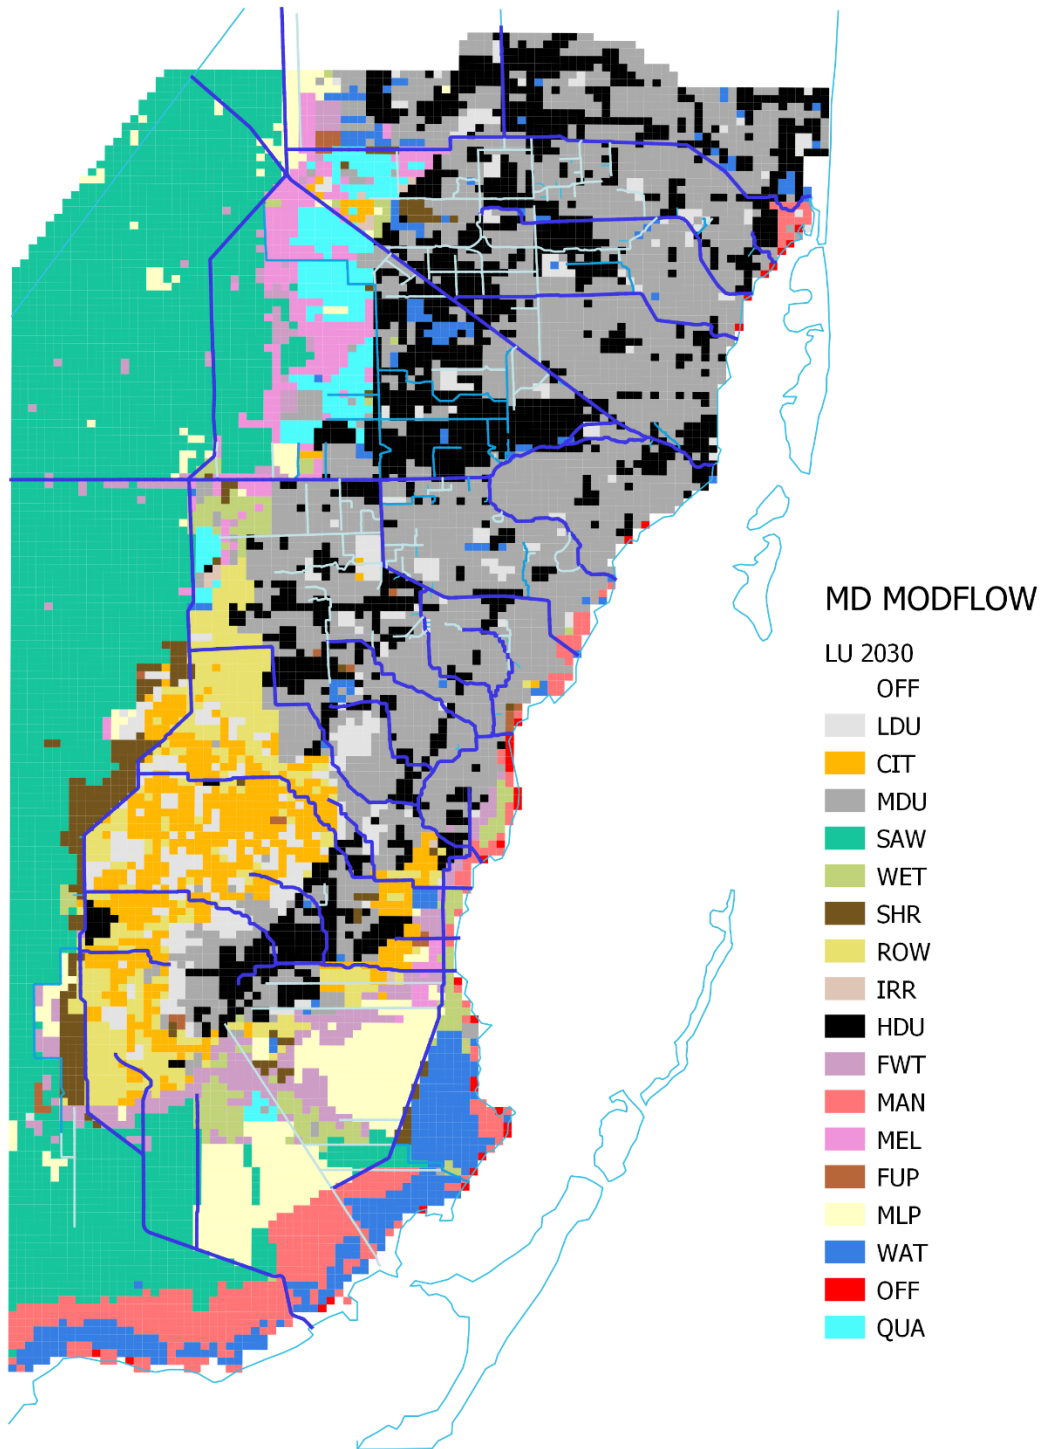 MD MODFLOW
LU 2030
OFF
LDU
CIT
MDU
SAW
WET
SHR
ROW
IRR
HDU
FWT
MAN
MEL
FUP
MLP
WAT
OFF
QUA